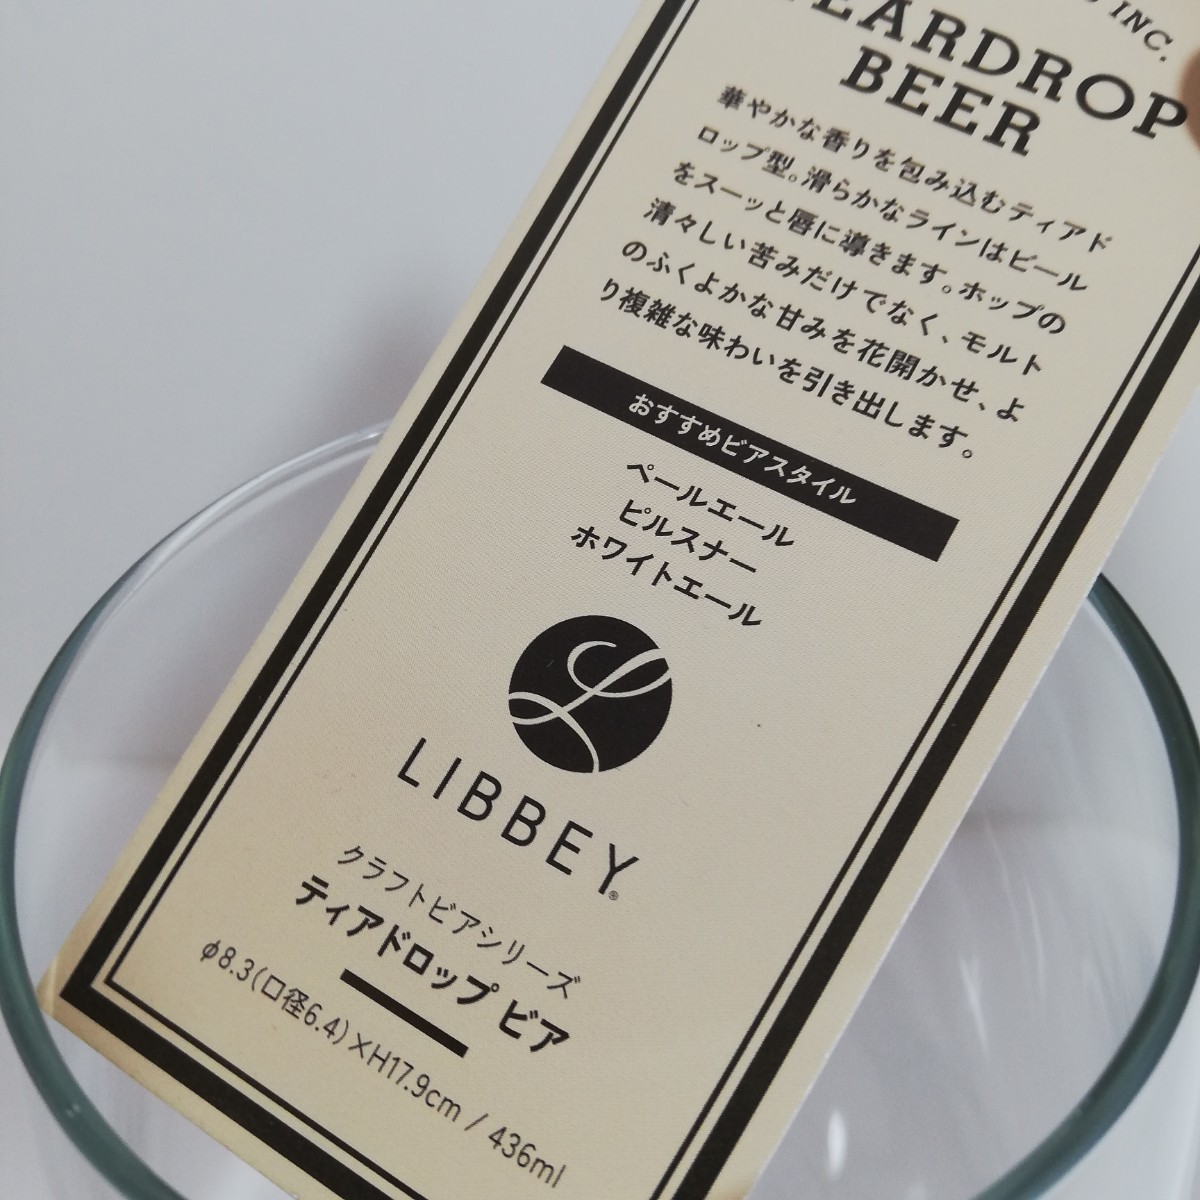 INC.
TEARDROP
BEER
華やかな香りを包み込むティアド
ロップ型。滑らかなラインはビール
をスーッと唇に導きます。ホップの
清々しい苦みだけでなく、モルト
のふくよかな甘みを花開かせ、よ
り複雑な味わいを引き出します。
おすすめビアスタイル
ペールエール
ピルスナー
ホワイトエール
LIBBEY®
クラフトビアシリーズ
ティアドロップ ビア
φ8.3(口径6.4)×H17.9cm / 436ml